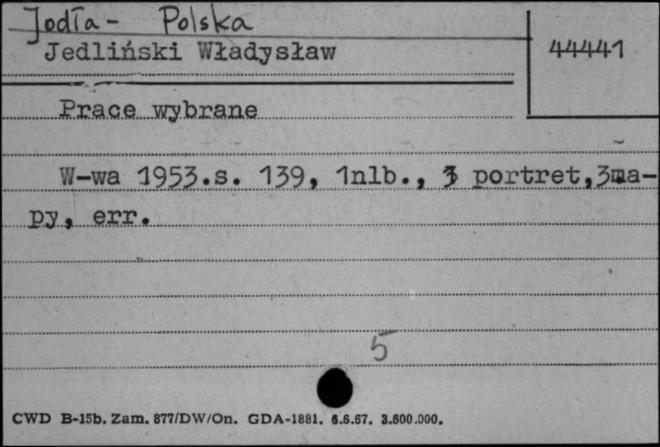 Jodła - Polska
Jedliński Władysław
44441
Prace wybrane
W-wa 1953.s. 139, 1nlb., portret,3ma-
py, err.
5
CWD B-15b. Zam. 877/DW/On. GDA-1881. 6.6.67. 3.600.000.